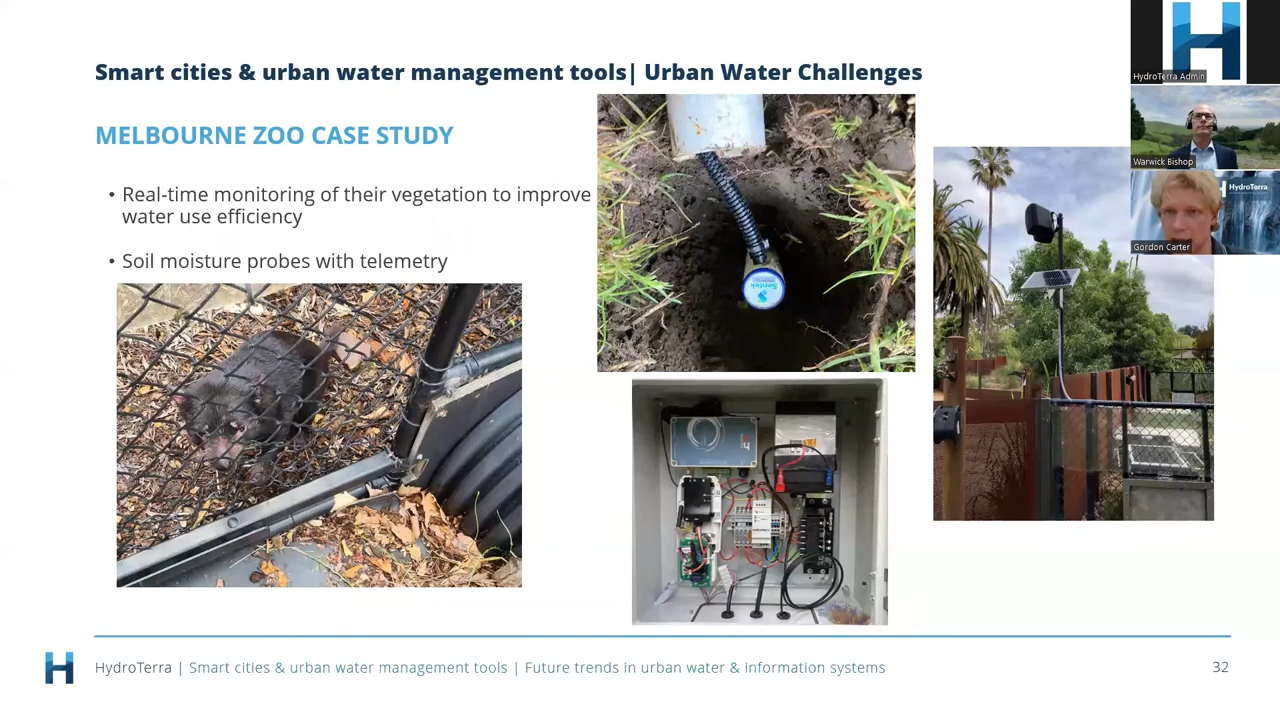 Smart cities & urban water management tools| Urban Water Challenges
MELBOURNE ZOO CASE STUDY
• Real-time monitoring of their vegetation to improve
water use efficiency
• Soil moisture probes with telemetry
Sentek
HydroTerra Admin
Warwick Bishop
HydroTerra
Gordon Carter
HydroTerra | Smart cities & urban water management tools | Future trends in urban water & information systems
32